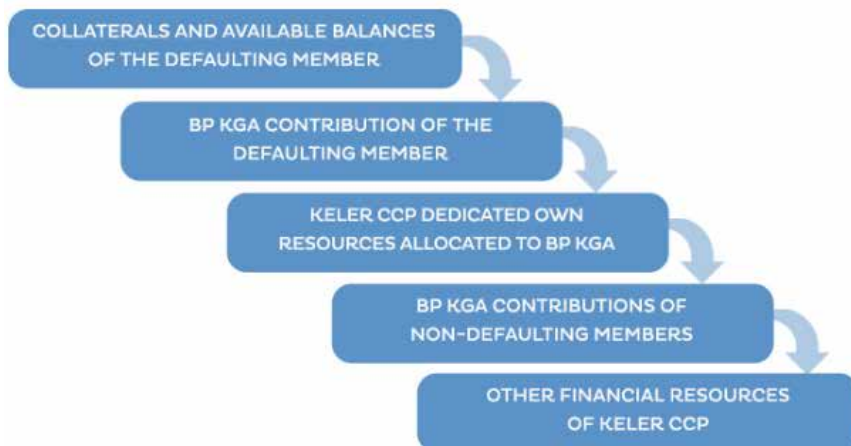 COLLATERALS AND AVAILABLE BALANCES
OF THE DEFAULTING MEMBER
BP KGA CONTRIBUTION OF THE
DEFAULTING MEMBER
KELER CCP DEDICATED OWN
RESOURCES ALLOCATED TO BP KGA
BP KGA CONTRIBUTIONS OF
NON-DEFAULTING MEMBERS
OTHER FINANCIAL RESOURCES
OF KELER CCP